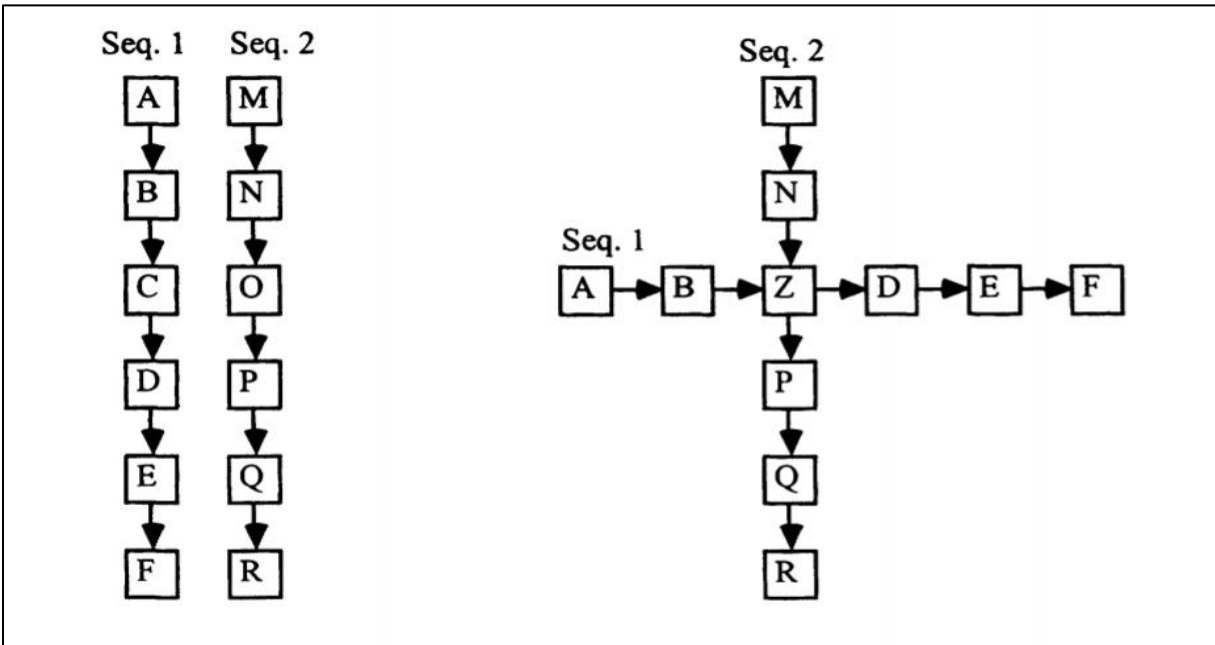 Seq. 1 Seq. 2
A M
B N
C O
D P
E Q
F R
Seq. 2
M
N
Seq. 1
A B Z D E F
P
Q
R